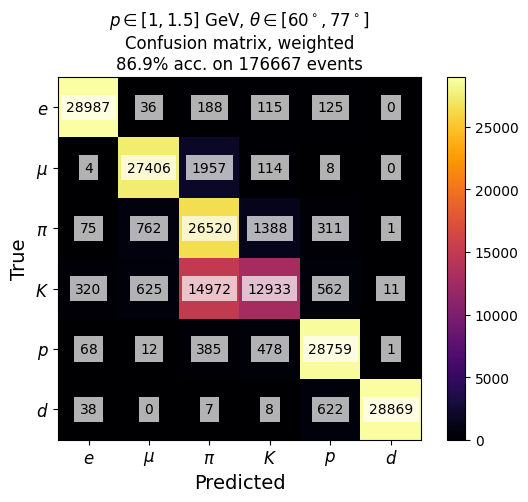 p ∈ [1, 1.5] GeV, θ ∈ [60°, 77°]
Confusion matrix, weighted
86.9% acc. on 176667 events
e 28987 36 188 115 125 0
μ 4 27406 1957 114 8 0
π 75 762 26520 1388 311 1
K 320 625 14972 12933 562 11
p 68 12 385 478 28759 1
d 38 0 7 8 622 28869
e μ π K p d
True
Predicted
25000
20000
15000
10000
5000
0